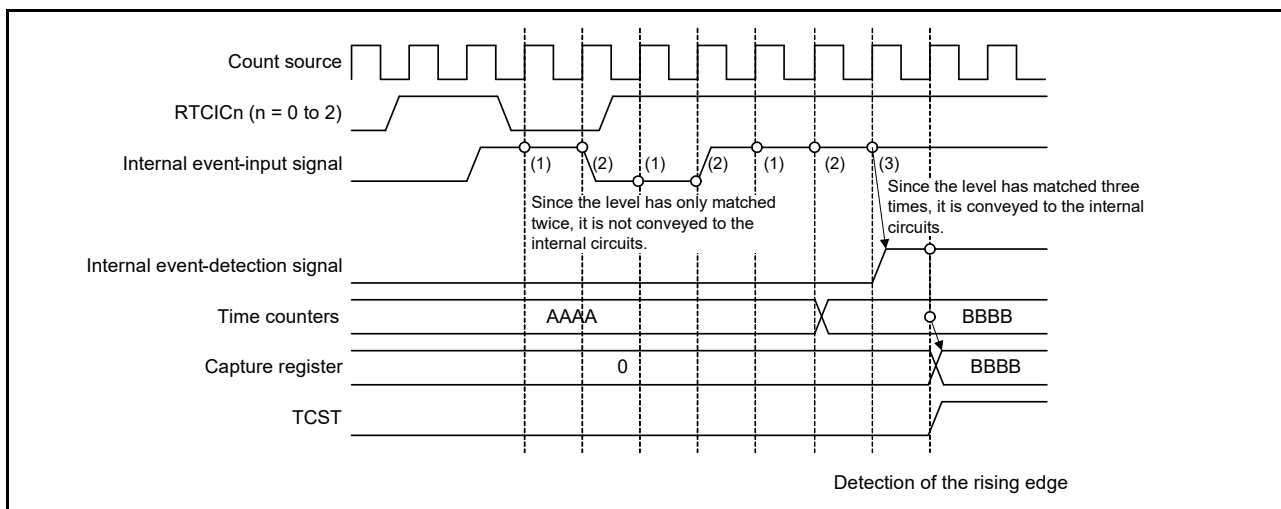 Count source
RTCICn (n = 0 to 2)
Internal event-input signal
(1)
(2)
(1)
(2)
(1)
(2)
(3)
Since the level has only matched
twice, it is not conveyed to the
internal circuits.
Since the level has matched three
times, it is conveyed to the internal
circuits.
Internal event-detection signal
Time counters
AAAA
BBBB
Capture register
0
BBBB
TCST
Detection of the rising edge